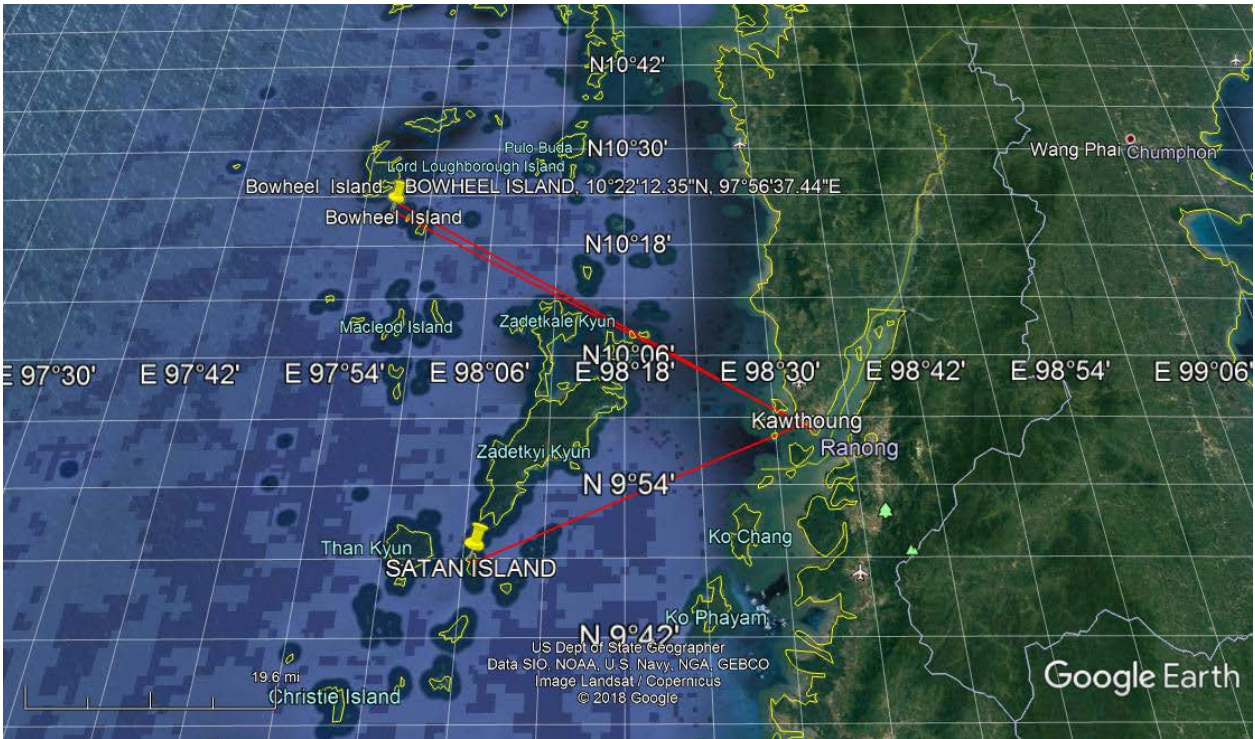 N10°42'
N10°30'
Pulo Buda
Lord Loughborough Island
Wang Phai
Chumphon
Bowheel Island
BOWHEEL ISLAND, 10°22'12.35"N, 97°56'37.44"E
Bowheel Island
N10°18'
Macleod Island
Zadetkale Kyun
N10°06'
E 97°30'
E 97°42'
E 97°54'
E 98°06'
E 98°18'
E 98°30'
E 98°42'
E 98°54'
E 99°06'
Kawthoung
Ranong
Zadetkyi Kyun
N 9°54'
Ko Chang
Than Kyun
SATAN ISLAND
Ko Phayam
N 9°42'
US Dept of State Geographer
Data SIO, NOAA, U.S. Navy, NGA, GEBCO
Image Landsat / Copernicus
© 2018 Google
19.6 mi
Christie Island
Google Earth